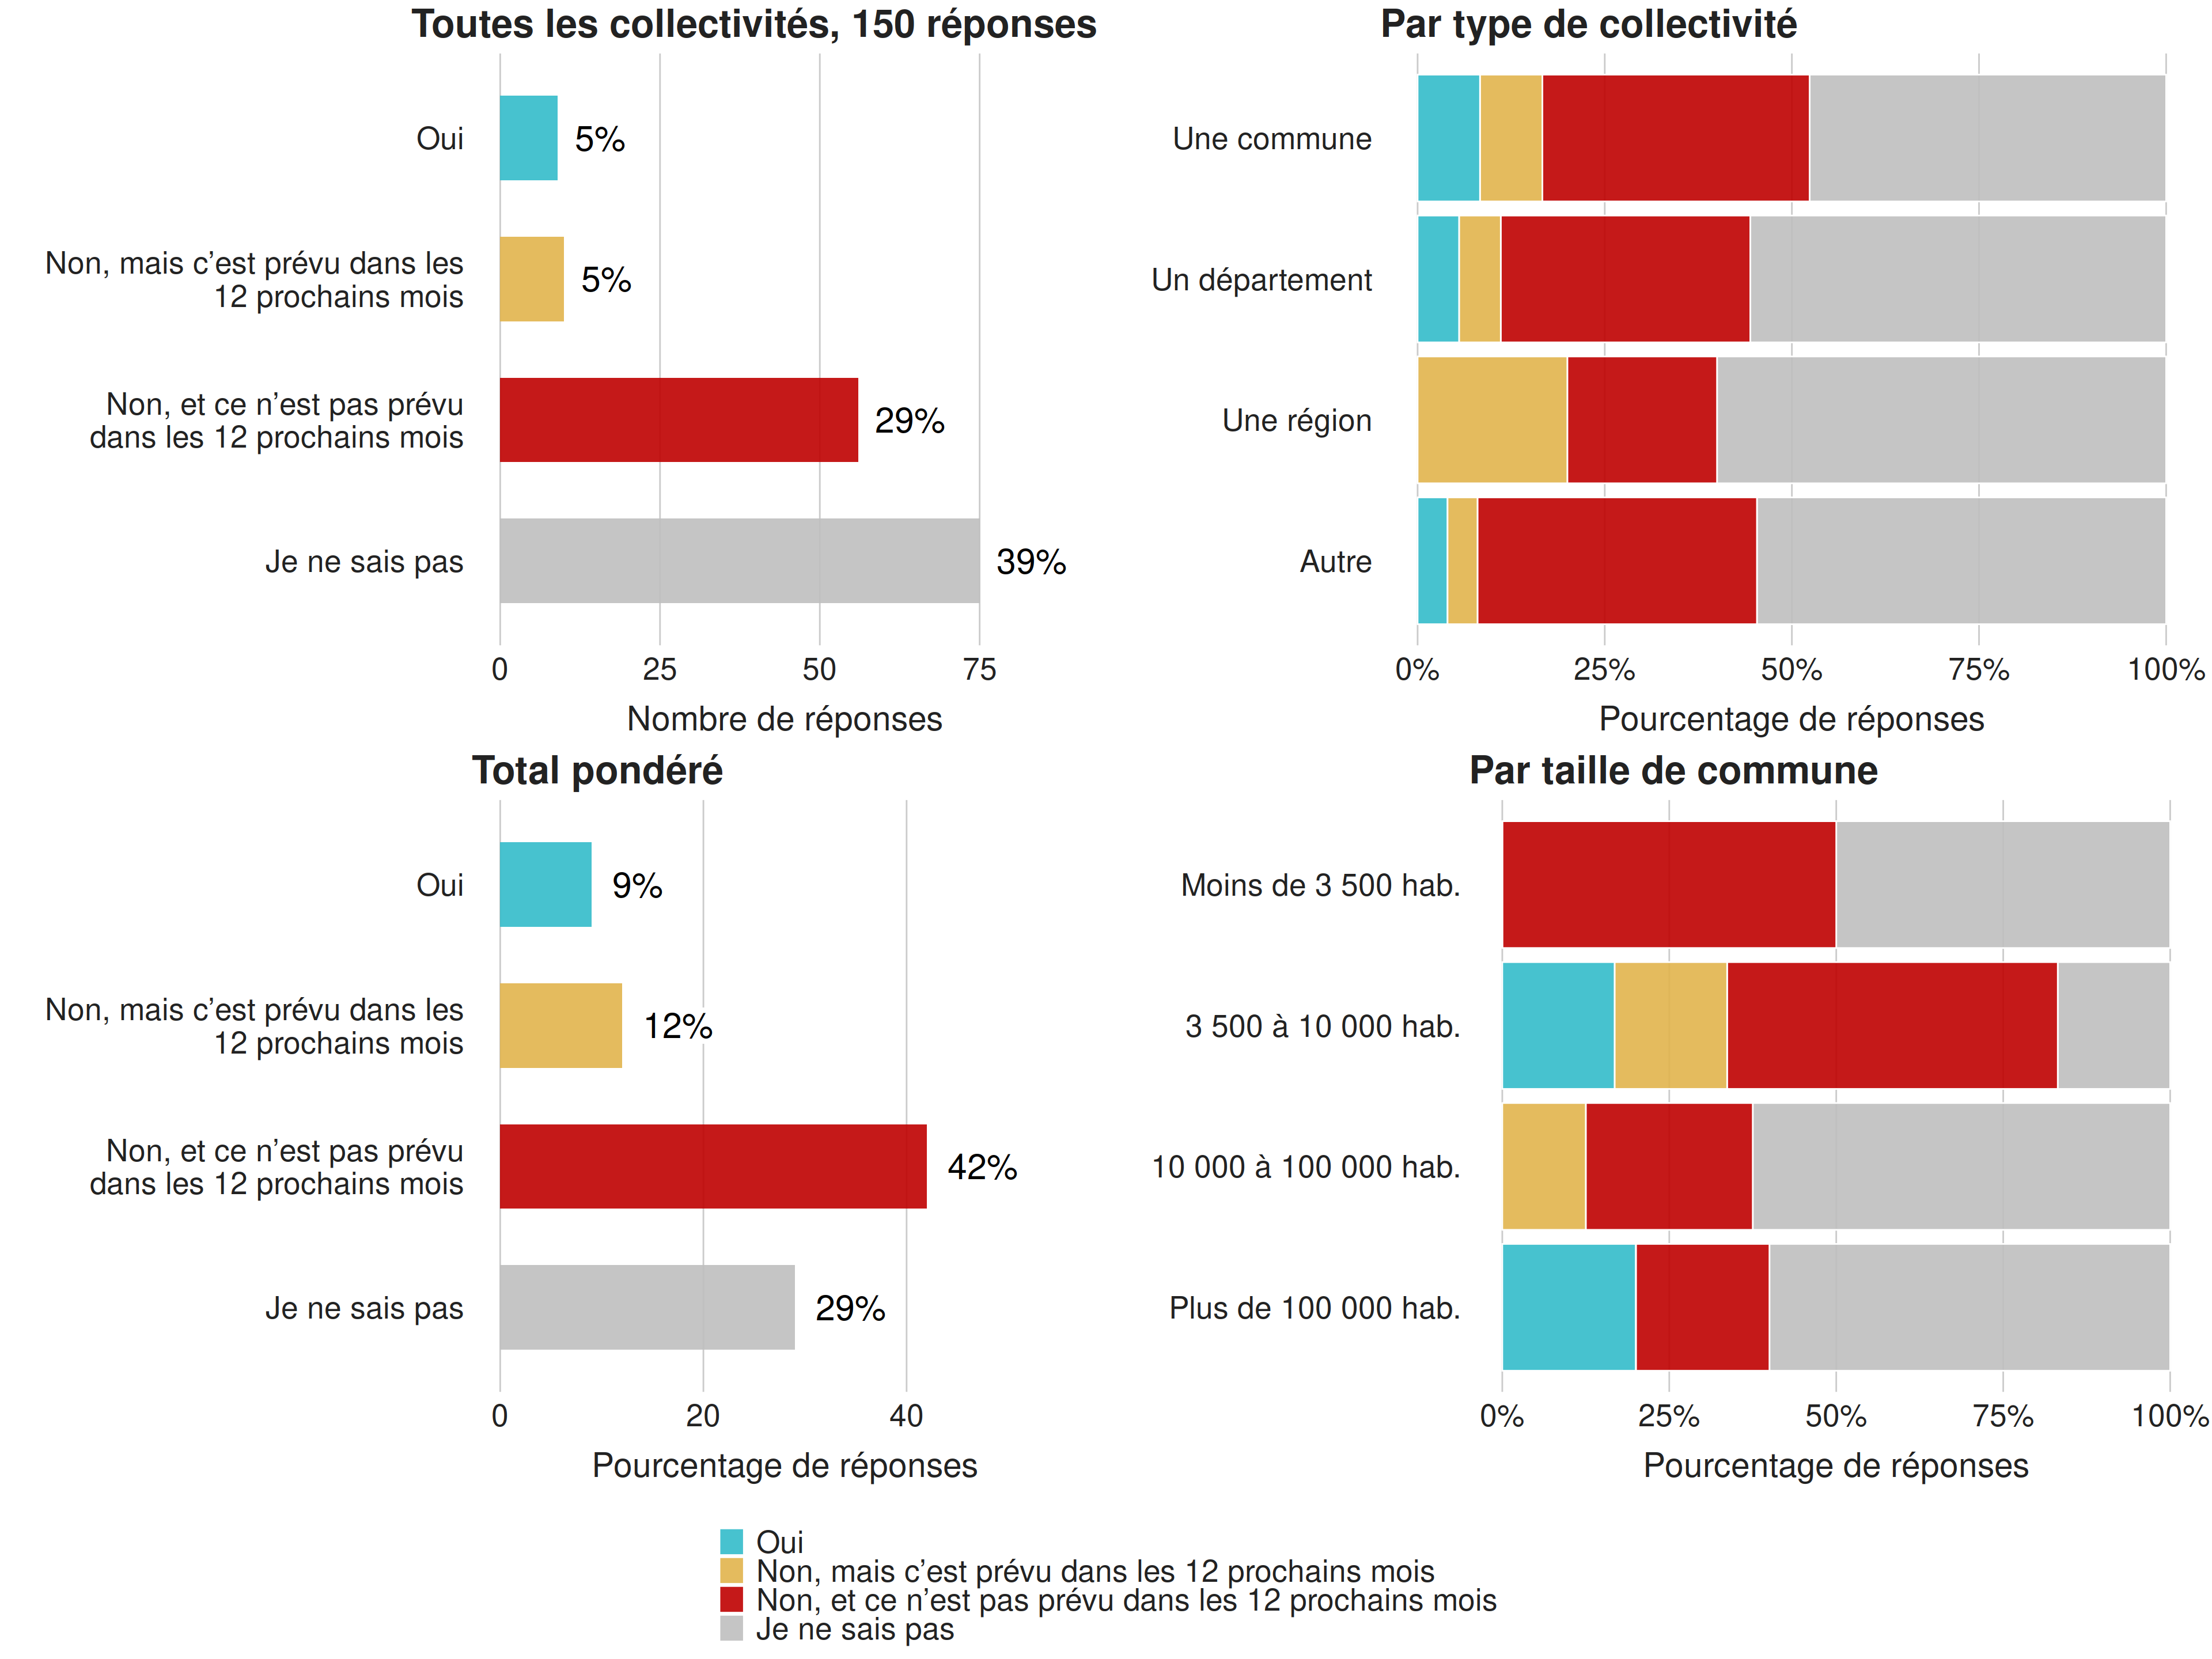 Toutes les collectivités, 150 réponses
Oui
5%
Non, mais c’est prévu dans les
12 prochains mois
5%
Non, et ce n’est pas prévu
dans les 12 prochains mois
29%
Je ne sais pas
39%
0 25 50 75
Nombre de réponses
Par type de collectivité
Une commune
Un département
Une région
Autre
0% 25% 50% 75% 100%
Pourcentage de réponses
Total pondéré
Oui
9%
Non, mais c’est prévu dans les
12 prochains mois
12%
Non, et ce n’est pas prévu
dans les 12 prochains mois
42%
Je ne sais pas
29%
0 20 40
Pourcentage de réponses
Par taille de commune
Moins de 3 500 hab.
3 500 à 10 000 hab.
10 000 à 100 000 hab.
Plus de 100 000 hab.
0% 25% 50% 75% 100%
Pourcentage de réponses
Oui
Non, mais c’est prévu dans les 12 prochains mois
Non, et ce n’est pas prévu dans les 12 prochains mois
Je ne sais pas